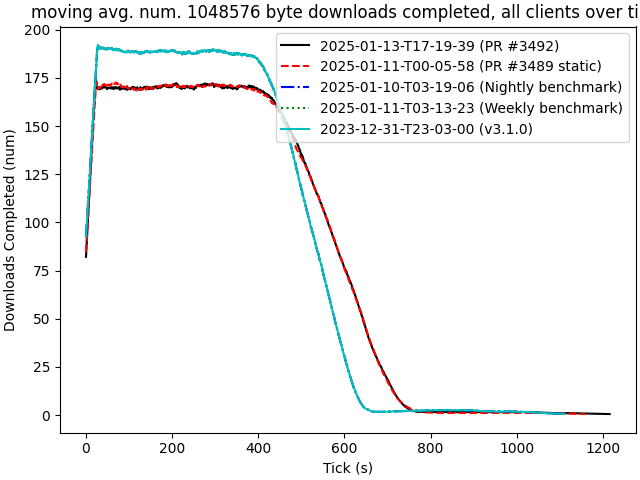 moving avg. num. 1048576 byte downloads completed, all clients over ti
200
175
150
125
100
75
50
25
0
Downloads Completed (num)
2025-01-13-T17-19-39 (PR #3492)
2025-01-11-T00-05-58 (PR #3489 static)
2025-01-10-T03-19-06 (Nightly benchmark)
2025-01-11-T03-13-23 (Weekly benchmark)
2023-12-31-T23-03-00 (v3.1.0)
0 200 400 600 800 1000 1200
Tick (s)